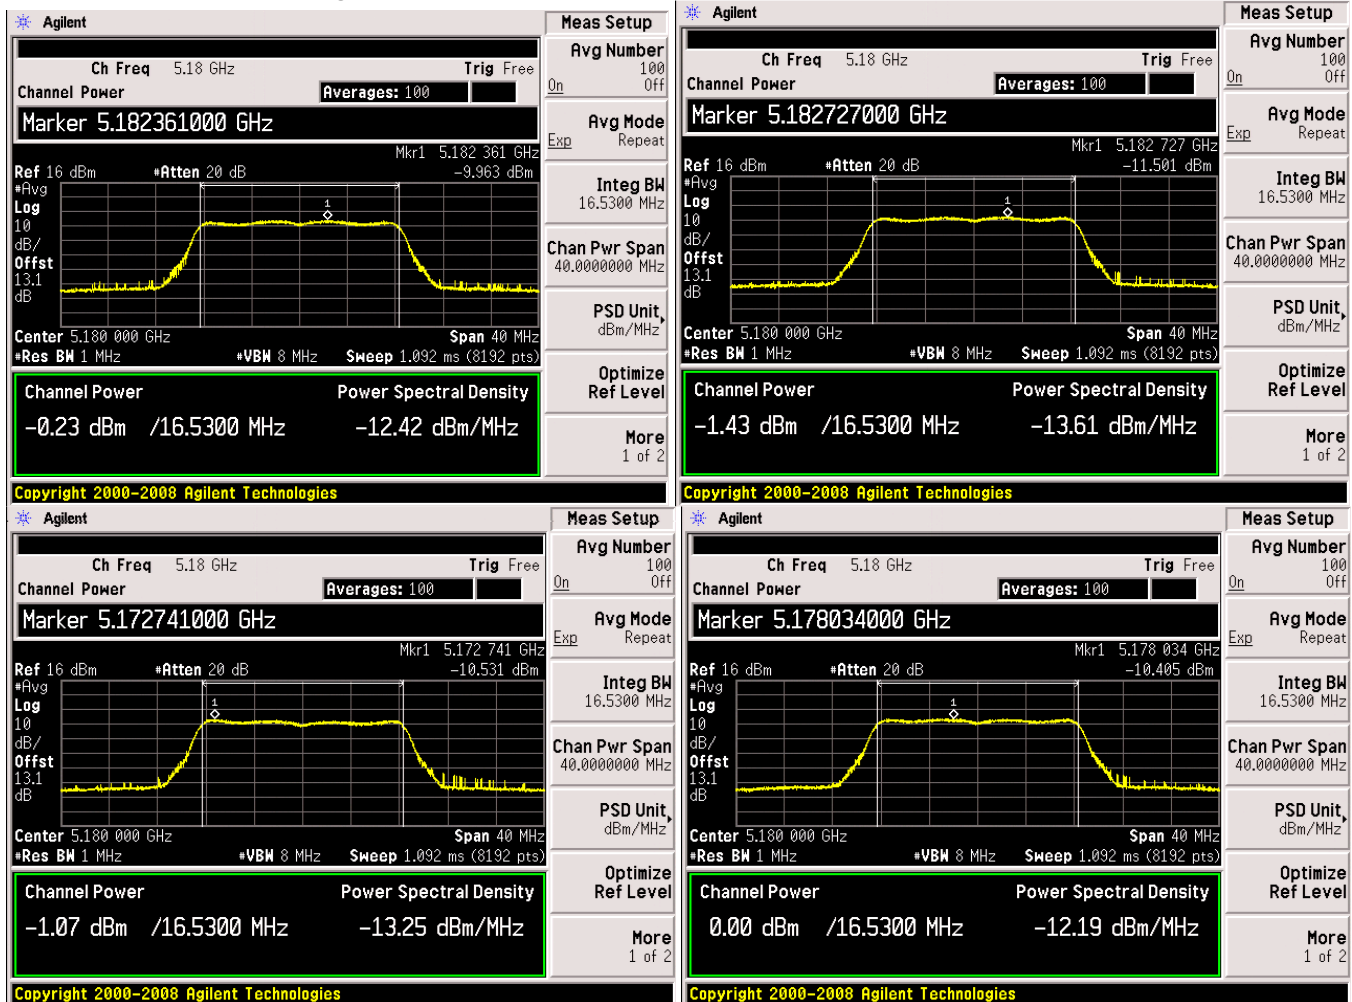 Agilent
Meas Setup
Ch Freq 5.18 GHz
Trig Free
Channel Power
Averages: 100
Marker 5.182361000 GHz
Mkr1 5.182 361 GHz
Ref 16 dBm
#Atten 20 dB
-9.963 dBm
#Avg
Log
10
dB/
Offst
13.1
dB
1
Center 5.180 000 GHz
Span 40 MHz
#Res BW 1 MHz
#VBW 8 MHz
Sweep 1.092 ms (8192 pts)
Channel Power
Power Spectral Density
-0.23 dBm /16.5300 MHz
-12.42 dBm/MHz
Copyright 2000-2008 Agilent Technologies
Avg Number
100
On Off
Avg Mode
Exp Repeat
Integ BW
16.5300 MHz
Chan Pwr Span
40.0000000 MHz
PSD Unit
dBm/MHz
Optimize
Ref Level
More
1 of 2
Agilent
Meas Setup
Ch Freq 5.18 GHz
Trig Free
Channel Power
Averages: 100
Marker 5.182727000 GHz
Mkr1 5.182 727 GHz
Ref 16 dBm
#Atten 20 dB
-11.501 dBm
#Avg
Log
10
dB/
Offst
13.1
dB
1
Center 5.180 000 GHz
Span 40 MHz
#Res BW 1 MHz
#VBW 8 MHz
Sweep 1.092 ms (8192 pts)
Channel Power
Power Spectral Density
-1.43 dBm /16.5300 MHz
-13.61 dBm/MHz
Copyright 2000-2008 Agilent Technologies
Avg Number
100
On Off
Avg Mode
Exp Repeat
Integ BW
16.5300 MHz
Chan Pwr Span
40.0000000 MHz
PSD Unit
dBm/MHz
Optimize
Ref Level
More
1 of 2
Agilent
Meas Setup
Ch Freq 5.18 GHz
Trig Free
Channel Power
Averages: 100
Marker 5.172741000 GHz
Mkr1 5.172 741 GHz
Ref 16 dBm
#Atten 20 dB
-10.531 dBm
#Avg
Log
10
dB/
Offst
13.1
dB
1
Center 5.180 000 GHz
Span 40 MHz
#Res BW 1 MHz
#VBW 8 MHz
Sweep 1.092 ms (8192 pts)
Channel Power
Power Spectral Density
-1.07 dBm /16.5300 MHz
-13.25 dBm/MHz
Copyright 2000-2008 Agilent Technologies
Avg Number
100
On Off
Avg Mode
Exp Repeat
Integ BW
16.5300 MHz
Chan Pwr Span
40.0000000 MHz
PSD Unit
dBm/MHz
Optimize
Ref Level
More
1 of 2
Agilent
Meas Setup
Ch Freq 5.18 GHz
Trig Free
Channel Power
Averages: 100
Marker 5.178034000 GHz
Mkr1 5.178 034 GHz
Ref 16 dBm
#Atten 20 dB
-10.405 dBm
#Avg
Log
10
dB/
Offst
13.1
dB
1
Center 5.180 000 GHz
Span 40 MHz
#Res BW 1 MHz
#VBW 8 MHz
Sweep 1.092 ms (8192 pts)
Channel Power
Power Spectral Density
0.00 dBm /16.5300 MHz
-12.19 dBm/MHz
Copyright 2000-2008 Agilent Technologies
Avg Number
100
On Off
Avg Mode
Exp Repeat
Integ BW
16.5300 MHz
Chan Pwr Span
40.0000000 MHz
PSD Unit
dBm/MHz
Optimize
Ref Level
More
1 of 2